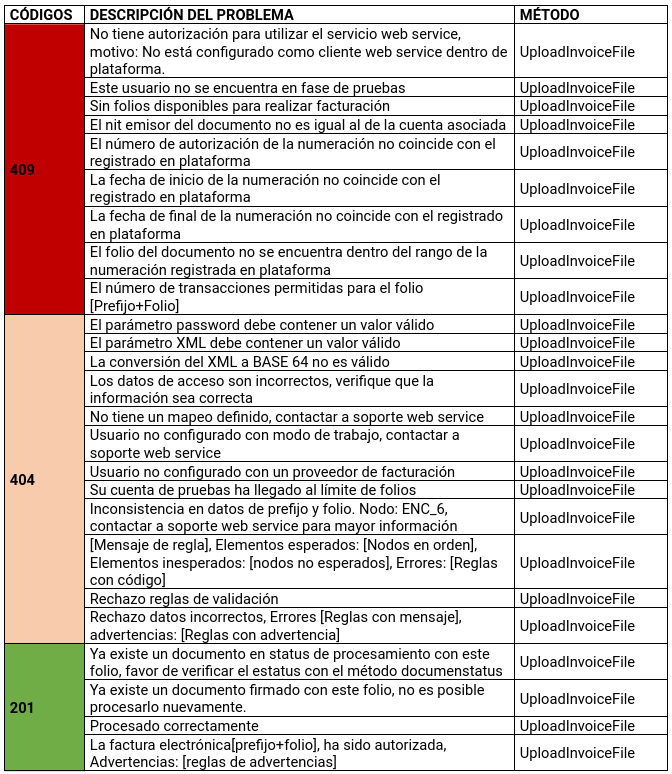 CÓDIGOS DESCRIPCIÓN DEL PROBLEMA MÉTODO
409
No tiene autorización para utilizar el servicio web service,
motivo: No está configurado como cliente web service dentro de
plataforma.
UploadInvoiceFile
Este usuario no se encuentra en fase de pruebas UploadInvoiceFile
Sin folios disponibles para realizar facturación UploadInvoiceFile
El nit emisor del documento no es igual al de la cuenta asociada UploadInvoiceFile
El número de autorización de la numeración no coincide con el
registrado en plataforma
UploadInvoiceFile
La fecha de inicio de la numeración no coincide con el
registrado en plataforma
UploadInvoiceFile
La fecha de final de la numeración no coincide con el registrado
en plataforma
UploadInvoiceFile
El folio del documento no se encuentra dentro del rango de la
numeración registrada en plataforma
UploadInvoiceFile
El número de transacciones permitidas para el folio
[Prefijo+Folio]
UploadInvoiceFile
404
El parámetro password debe contener un valor válido UploadInvoiceFile
El parámetro XML debe contener un valor válido UploadInvoiceFile
La conversión del XML a BASE 64 no es válido UploadInvoiceFile
Los datos de acceso son incorrectos, verifique que la
información sea correcta
UploadInvoiceFile
No tiene un mapeo definido, contactar a soporte web service UploadInvoiceFile
Usuario no configurado con modo de trabajo, contactar a
soporte web service
UploadInvoiceFile
Usuario no configurado con un proveedor de facturación UploadInvoiceFile
Su cuenta de pruebas ha llegado al límite de folios UploadInvoiceFile
Inconsistencia en datos de prefijo y folio. Nodo: ENC_6,
contactar a soporte web service para mayor información
UploadInvoiceFile
[Mensaje de regla], Elementos esperados: [Nodos en orden],
Elementos inesperados: [nodos no esperados], Errores: [Reglas
con código]
UploadInvoiceFile
Rechazo reglas de validación UploadInvoiceFile
Rechazo datos incorrectos, Errores [Reglas con mensaje],
advertencias: [Reglas con advertencia]
UploadInvoiceFile
201
Ya existe un documento en status de procesamiento con este
folio, favor de verificar el estatus con el método documenstatus
UploadInvoiceFile
Ya existe un documento firmado con este folio, no es posible
procesarlo nuevamente.
UploadInvoiceFile
Procesado correctamente UploadInvoiceFile
La factura electrónica[prefijo+folio], ha sido autorizada,
Advertencias: [reglas de advertencias]
UploadInvoiceFile